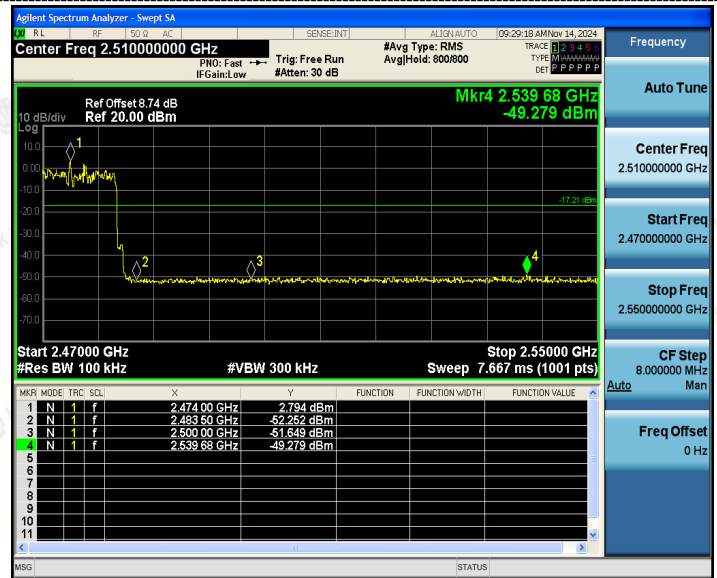 Agilent Spectrum Analyzer - Swept SA
RL RF 50 Ω AC SENSE:INT ALIGN AUTO 09:29:18 AM Nov 14, 2024
Center Freq 2.510000000 GHz
PNO: Fast
IFGain:Low
Trig: Free Run
#Atten: 30 dB
#Avg Type: RMS
Avg|Hold: 800/800
TRACE 1 2 3 4 5 6
TYPE M
DET P P P P P P
Ref Offset 8.74 dB
10 dB/div Ref 20.00 dBm
Log
Mkr4 2.539 68 GHz
-49.279 dBm
10.0
0.00
-10.0
-20.0
-30.0
-40.0
-50.0
-60.0
-70.0
1
2
3
4
-17.21 dBm
Start 2.47000 GHz Stop 2.55000 GHz
#Res BW 100 kHz #VBW 300 kHz Sweep 7.667 ms (1001 pts)
MKR MODE TRC SCL X Y FUNCTION FUNCTION WIDTH FUNCTION VALUE
1 N 1 f 2.474 00 GHz 2.794 dBm
2 N 1 f 2.483 50 GHz -52.252 dBm
3 N 1 f 2.500 00 GHz -51.649 dBm
4 N 1 f 2.539 68 GHz -49.279 dBm
5
6
7
8
9
10
11
MSG STATUS
Frequency
Auto Tune
Center Freq
2.510000000 GHz
Start Freq
2.470000000 GHz
Stop Freq
2.550000000 GHz
CF Step
8.000000 MHz
Auto Man
Freq Offset
0 Hz